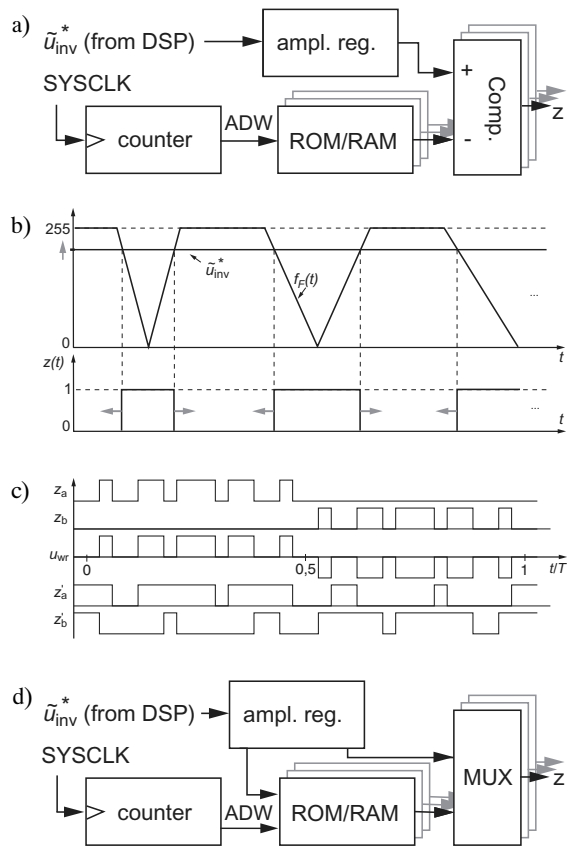 a)
ũ*inv (from DSP)
ampl. reg.
SYSCLK
counter
ADW
ROM/RAM
+
-
Comp.
z
b)
255
ũ*inv
fF(t)
...
0
t
z(t)
1
0
...
t
c)
za
zb
uwr
0
0,5
1
t/T
z'a
z'b
d)
ũ*inv (from DSP)
ampl. reg.
SYSCLK
counter
ADW
ROM/RAM
MUX
z